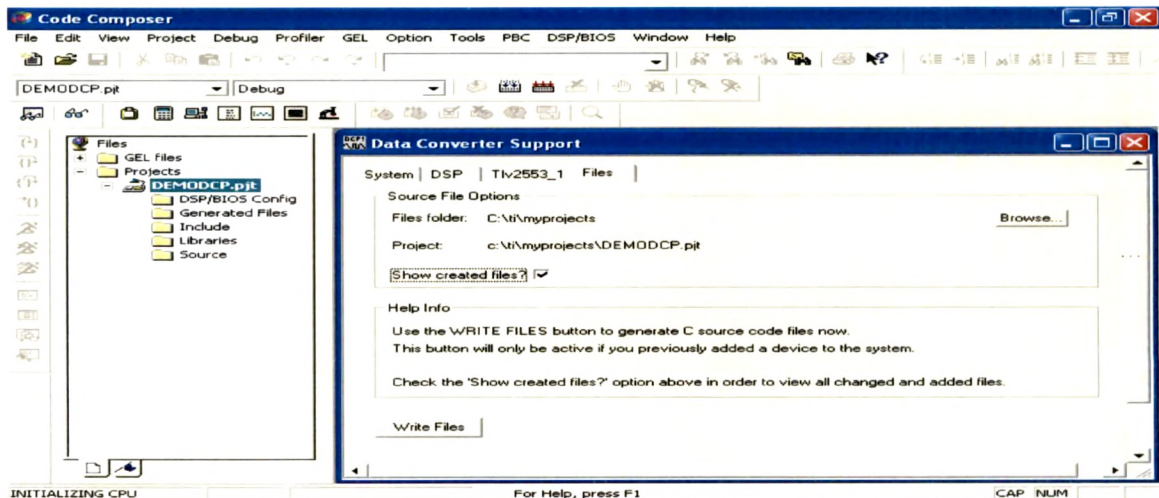 Code Composer
File Edit View Project Debug Profiler GEL Option Tools PBC DSP/BIOS Window Help
DEMODCP.pjt Debug
Files
GEL files
Projects
DEMODCP.pjt
DSP/BIOS Config
Generated Files
Include
Libraries
Source
Data Converter Support
System DSP Tlv2553_1 Files
Source File Options
Files folder: C:\ti\myprojects Browse...
Project: c:\ti\myprojects\DEMODCP.pjt
Show created files?
Help Info
Use the WRITE FILES button to generate C source code files now.
This button will only be active if you previously added a device to the system.
Check the 'Show created files?' option above in order to view all changed and added files.
Write Files
INITIALIZING CPU For Help, press F1 CAP NUM